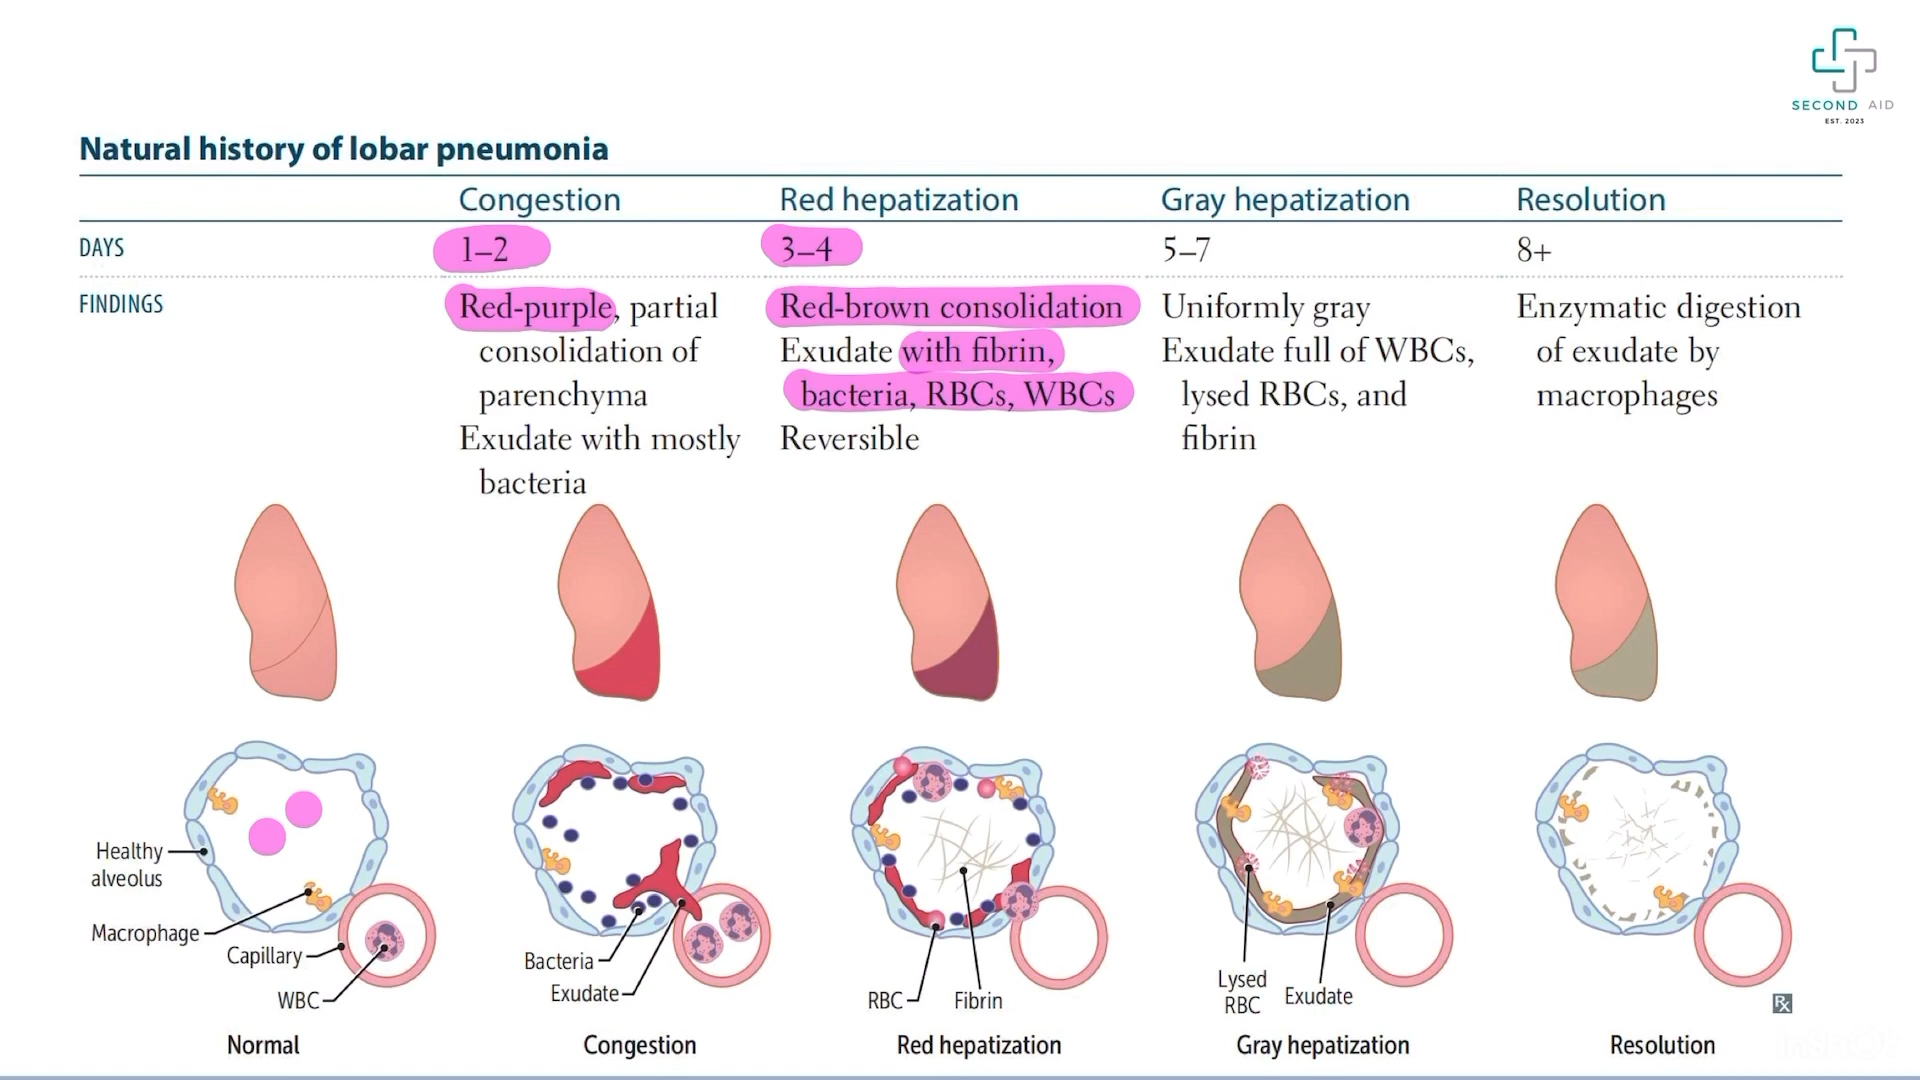 SECOND AID
EST. 2023
Natural history of lobar pneumonia
Congestion Red hepatization Gray hepatization Resolution
DAYS 1–2 3–4 5–7 8+
FINDINGS Red-purple, partial Red-brown consolidation Uniformly gray Enzymatic digestion
consolidation of Exudate with fibrin, Exudate full of WBCs, of exudate by
parenchyma bacteria, RBCs, WBCs lysed RBCs, and macrophages
Exudate with mostly Reversible fibrin
bacteria
Healthy
alveolus
Macrophage
Capillary
WBC
Bacteria
Exudate
RBC Fibrin
Lysed
RBC
Exudate
Rx
Normal Congestion Red hepatization Gray hepatization Resolution